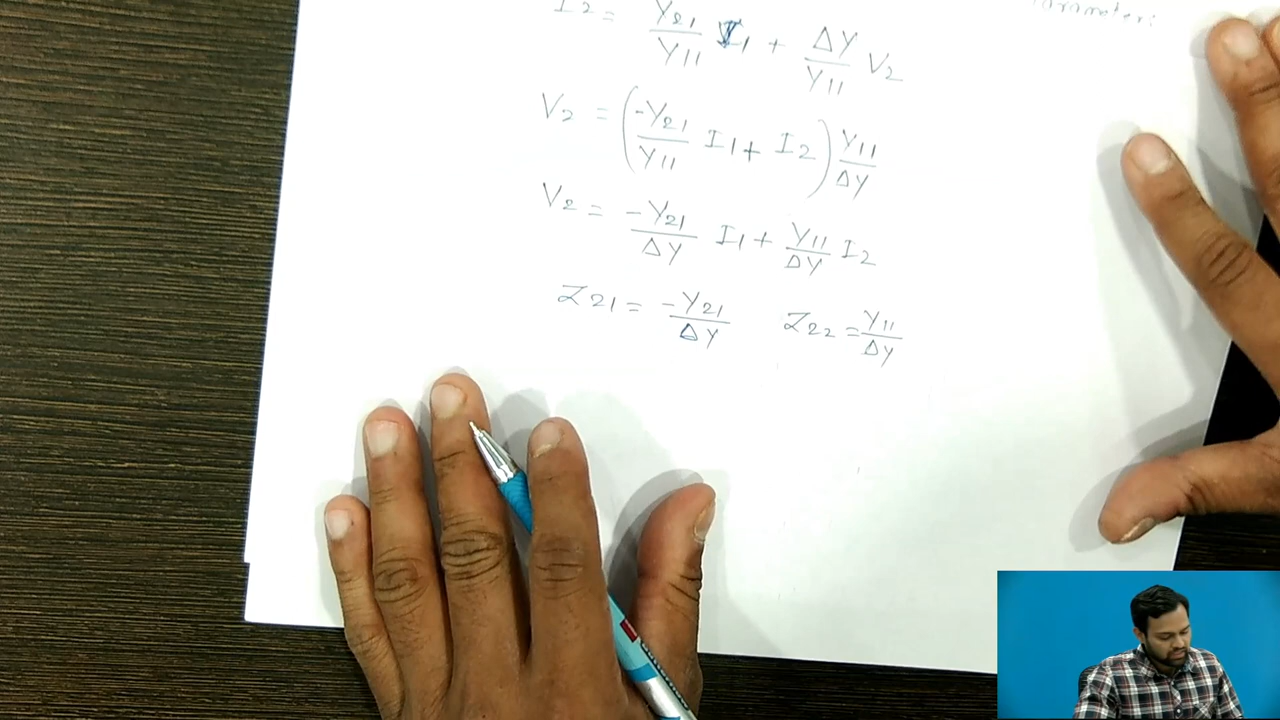 Parameters
I2 = Y21/Y11 I1 + ΔY/Y11 V2
V2 = (-Y21/Y11 I1 + I2) Y11/ΔY
V2 = -Y21/ΔY I1 + Y11/ΔY I2
Z21 = -Y21/ΔY Z22 = Y11/ΔY